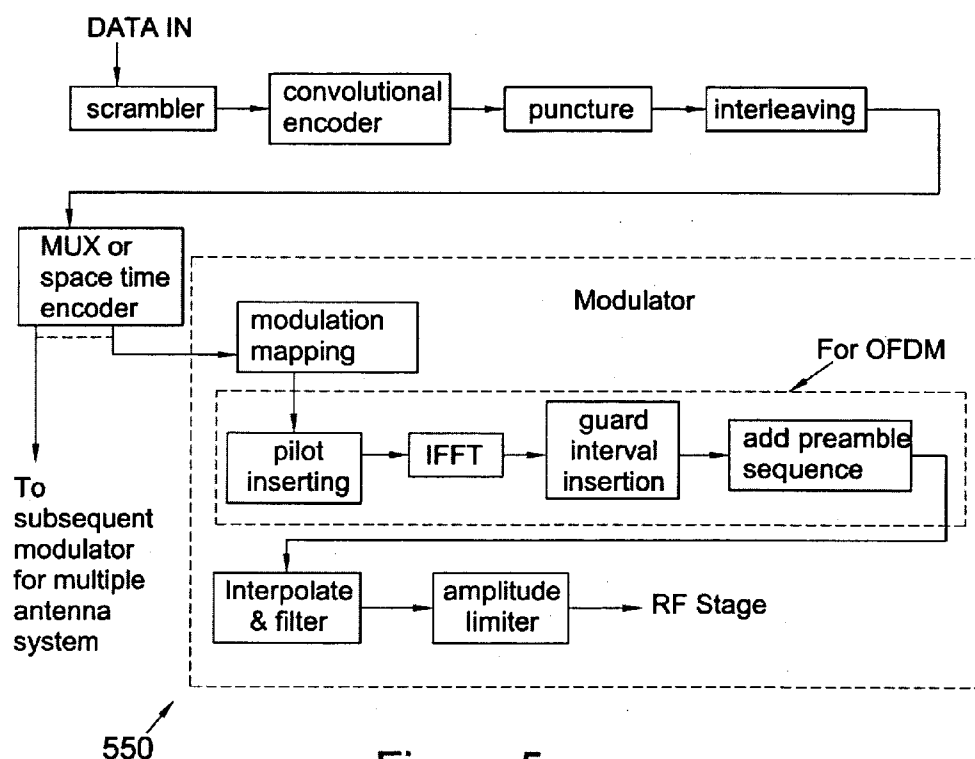 DATA IN
scrambler
convolutional
encoder
puncture
interleaving
MUX or
space time
encoder
Modulator
modulation
mapping
For OFDM
pilot
inserting
IFFT
guard
interval
insertion
add preamble
sequence
To
subsequent
modulator
for multiple
antenna
system
Interpolate
& filter
amplitude
limiter
RF Stage
550